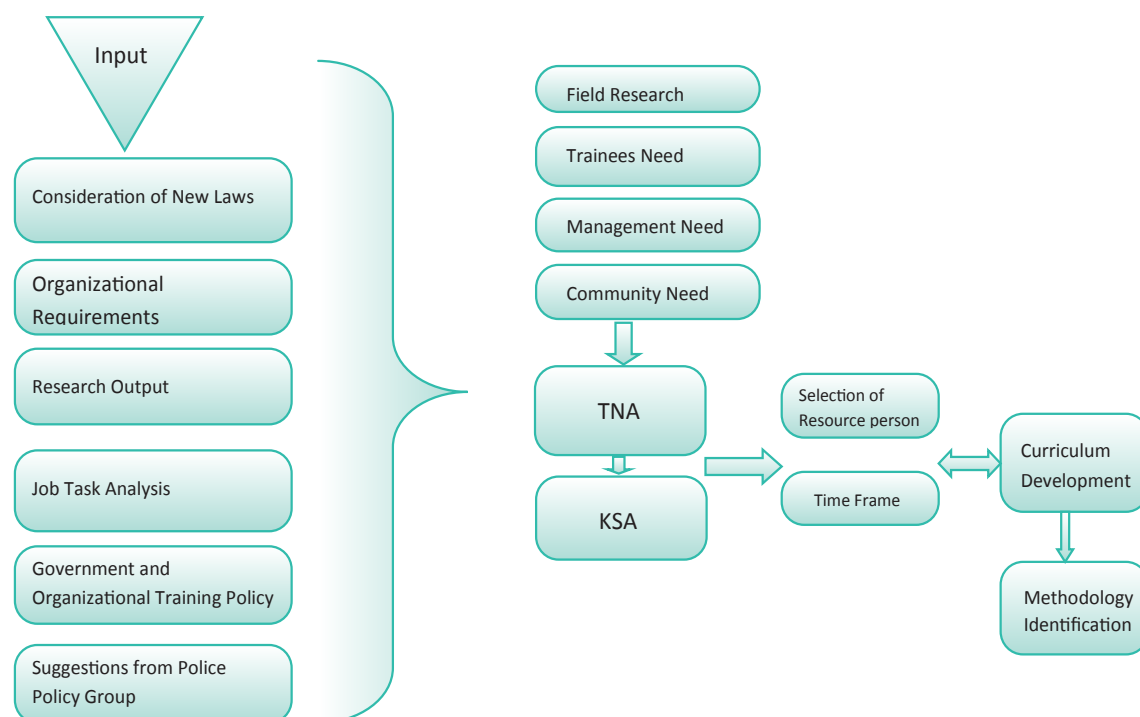 Input
Consideration of New Laws
Organizational
Requirements
Research Output
Job Task Analysis
Government and
Organizational Training Policy
Suggestions from Police
Policy Group
Field Research
Trainees Need
Management Need
Community Need
TNA
KSA
Selection of
Resource person
Time Frame
Curriculum
Development
Methodology
Identification